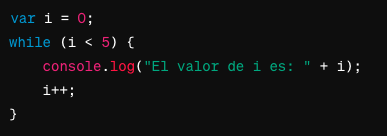 var i = 0;
while (i < 5) {
    console.log("El valor de i es: " + i);
    i++;
}